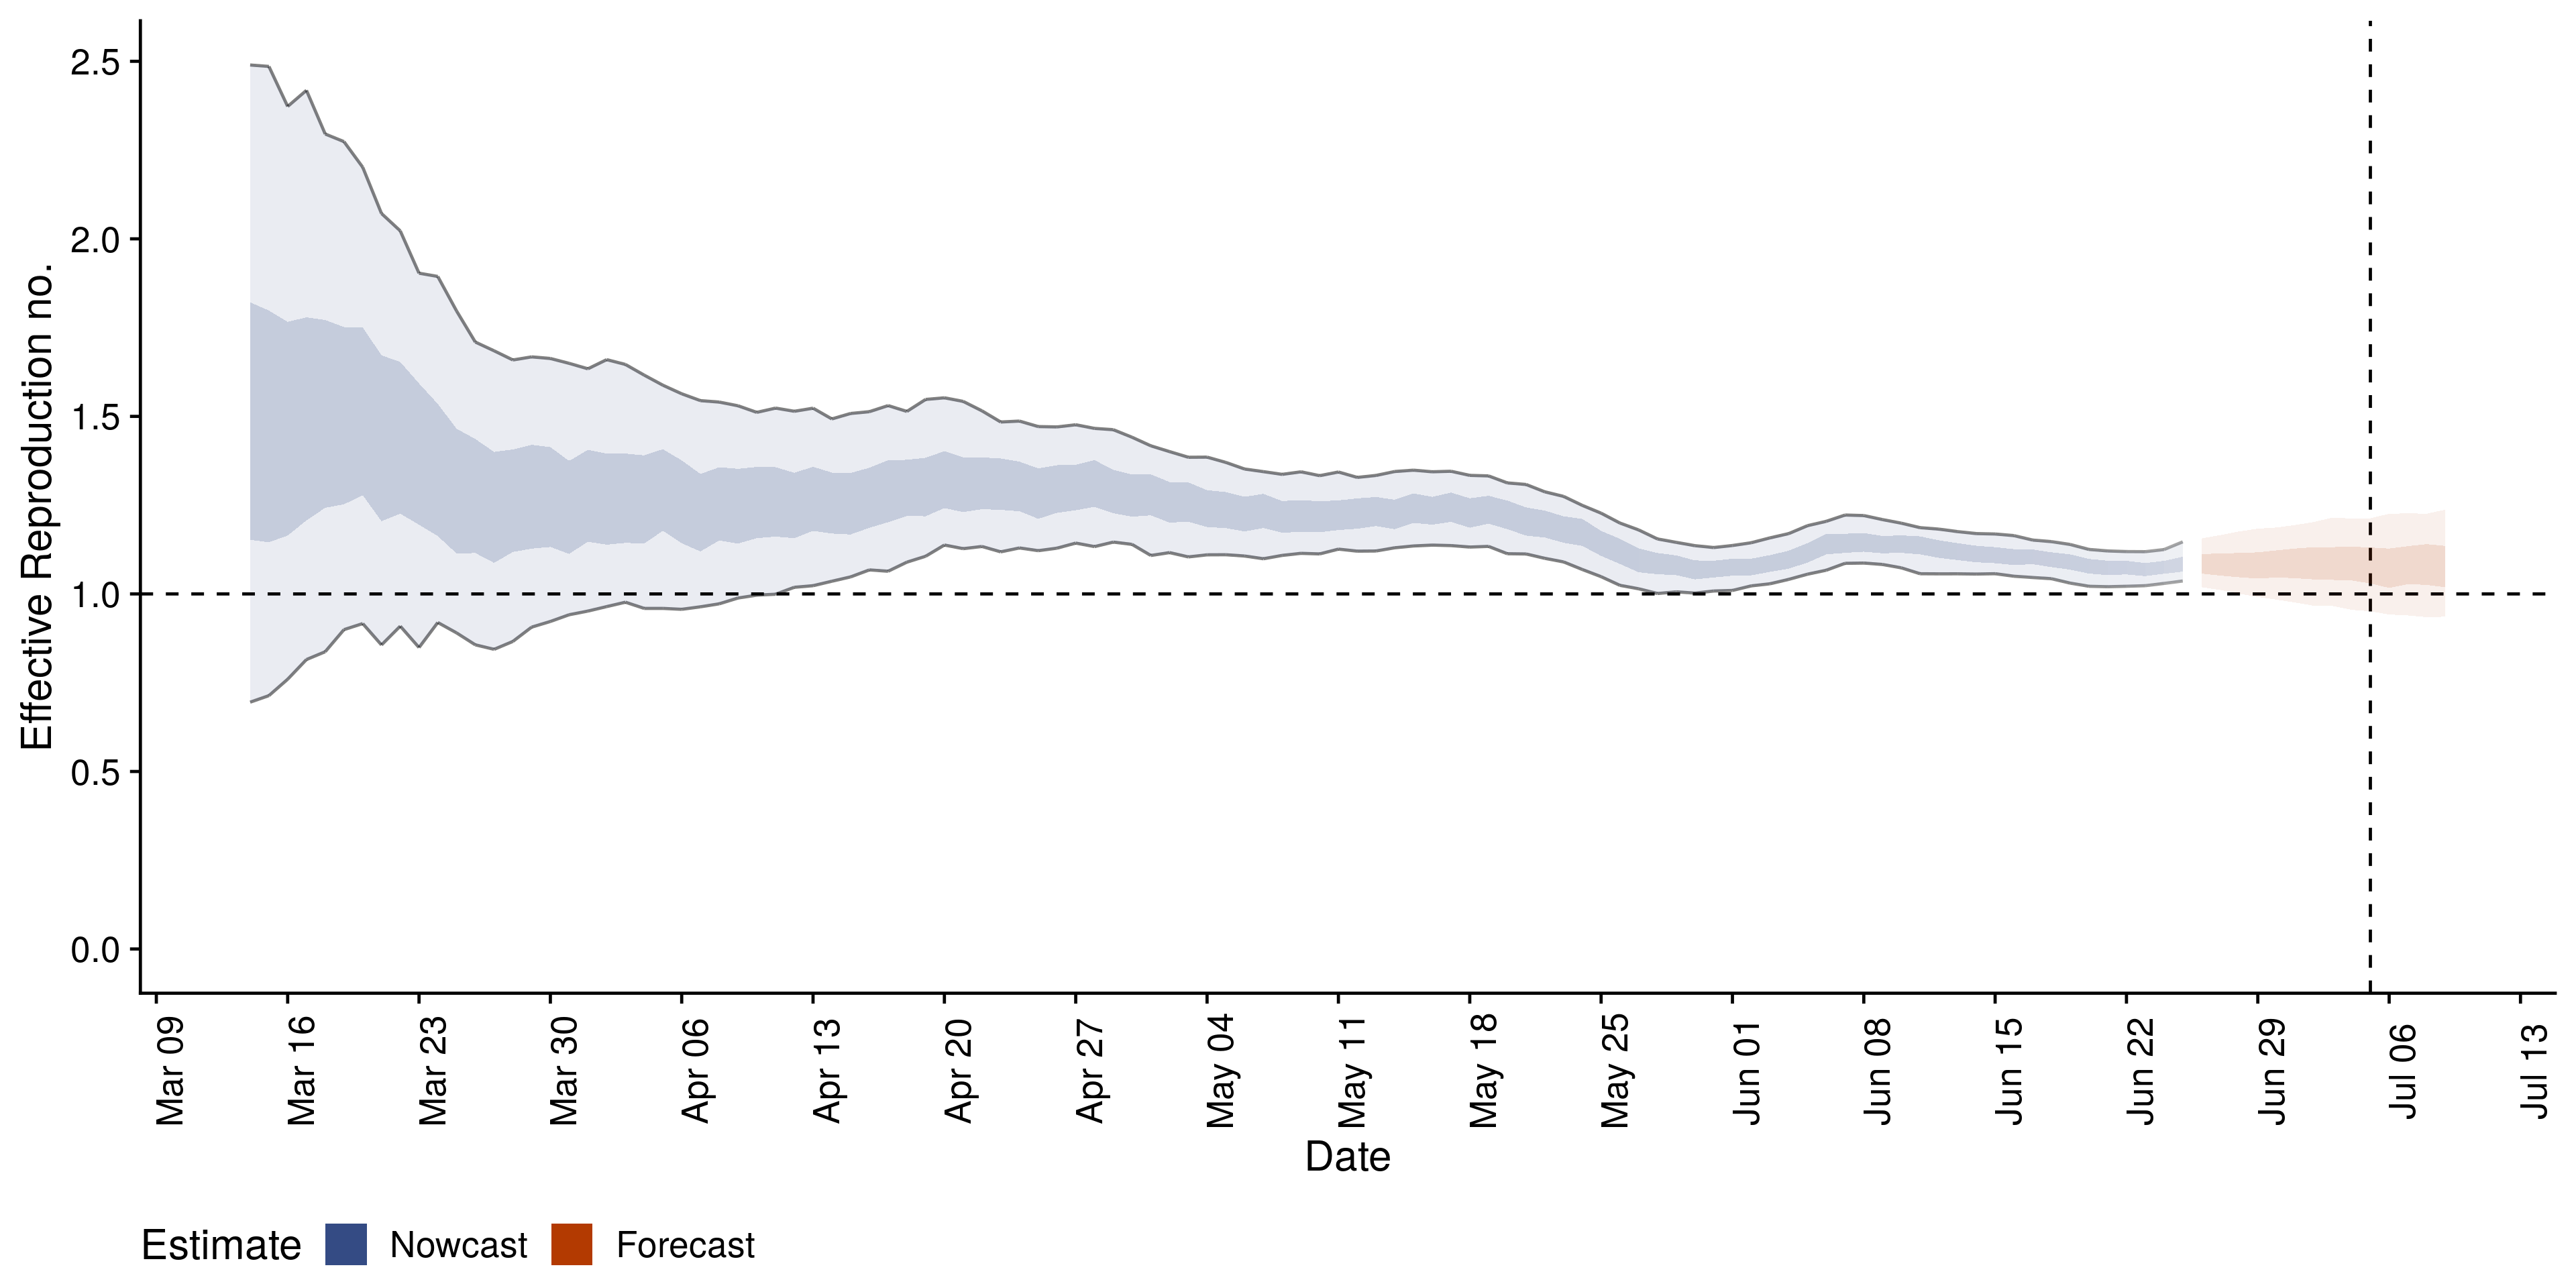 Effective Reproduction no.
2.5
2.0
1.5
1.0
0.5
0.0
Mar 09
Mar 16
Mar 23
Mar 30
Apr 06
Apr 13
Apr 20
Apr 27
May 04
May 11
May 18
May 25
Jun 01
Jun 08
Jun 15
Jun 22
Jun 29
Jul 06
Jul 13
Date
Estimate Nowcast Forecast